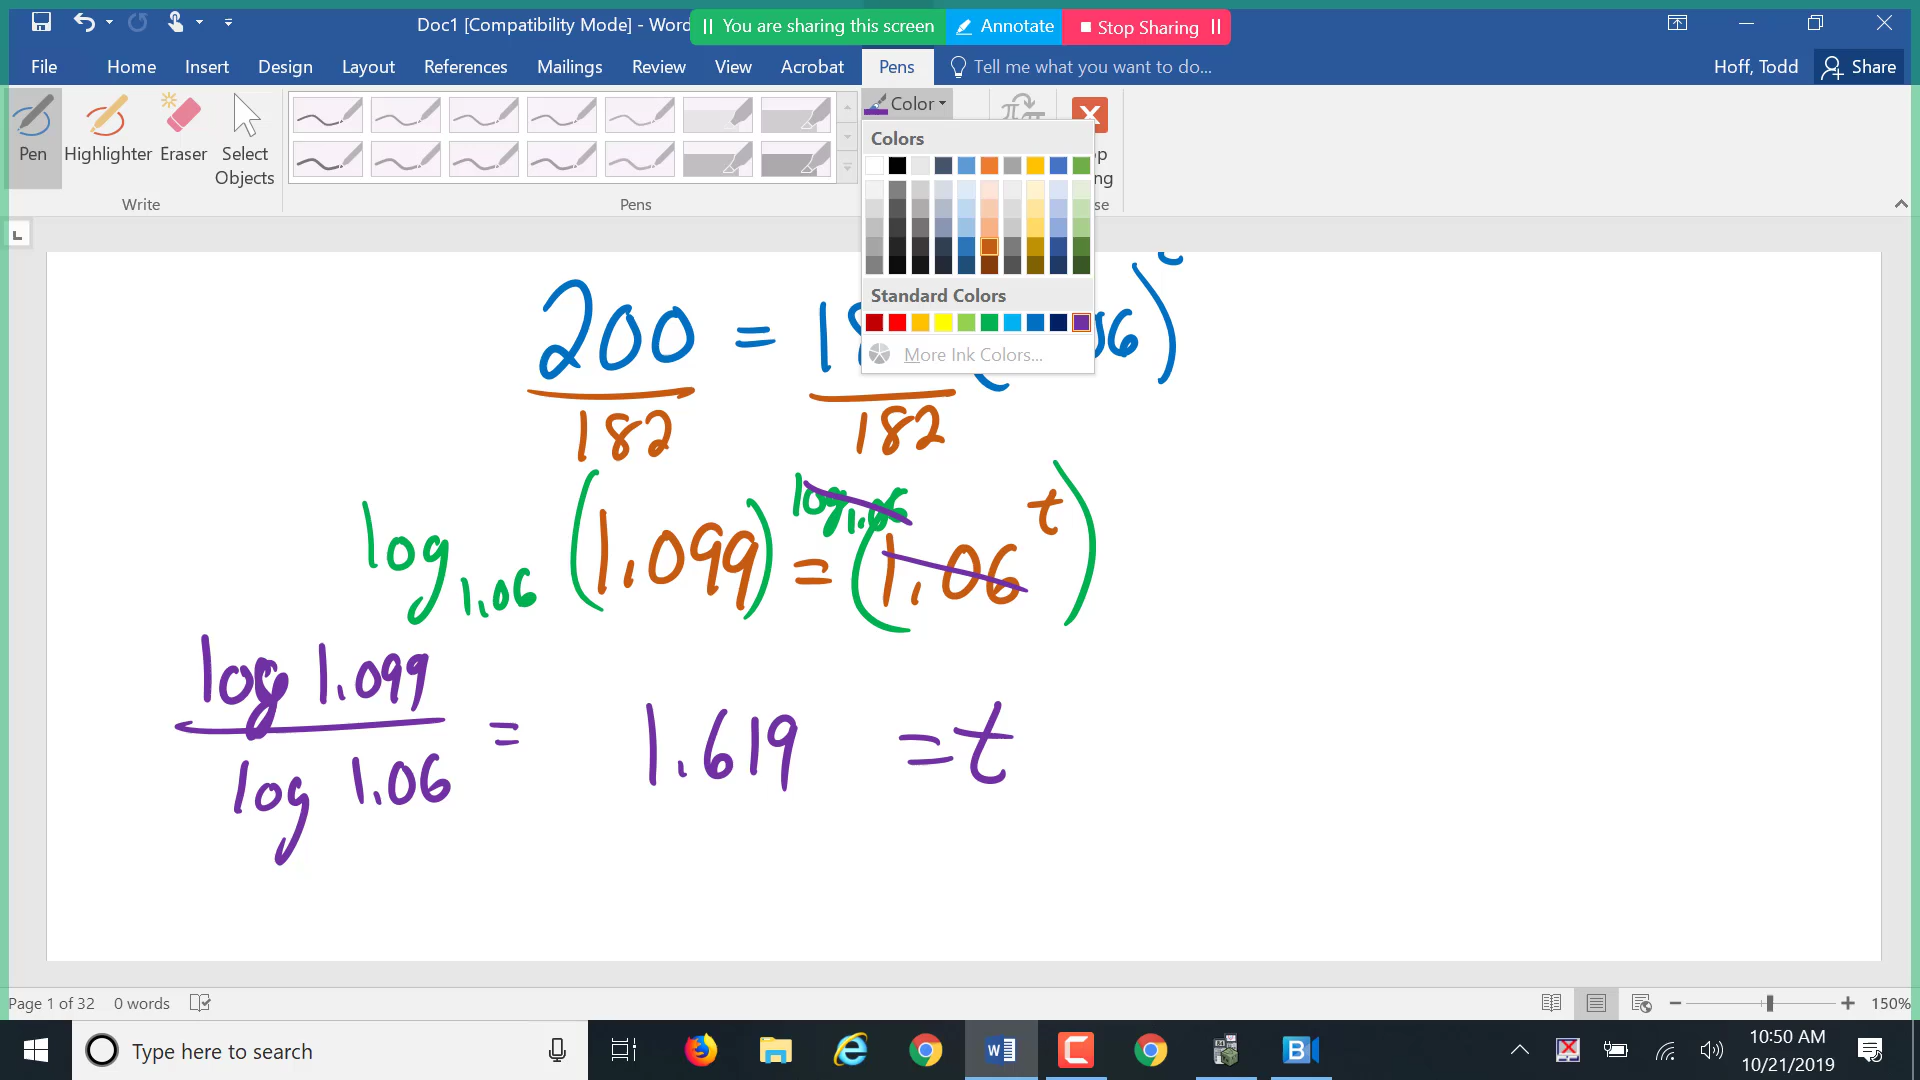 Doc1 [Compatibility Mode] - Word
You are sharing this screen
Annotate
Stop Sharing
File Home Insert Design Layout References Mailings Review View Acrobat Pens Tell me what you want to do... Hoff, Todd Share
Pen Highlighter Eraser Select Objects
Color
Write Pens
Colors
Standard Colors
More Ink Colors...
200 = 18
182 182
log 1.06 (1.099) = log 1.06 (1.06 t)
log 1.099
log 1.06
= 1.619 = t
Page 1 of 32 0 words 150%
Type here to search
10:50 AM
10/21/2019